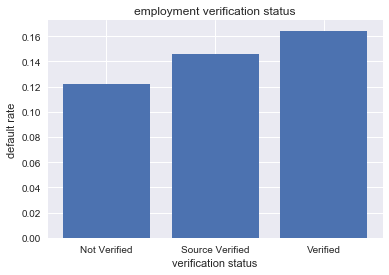 employment verification status
0.16
0.14
0.12
0.10
0.08
0.06
0.04
0.02
0.00
default rate
Not Verified Source Verified Verified
verification status